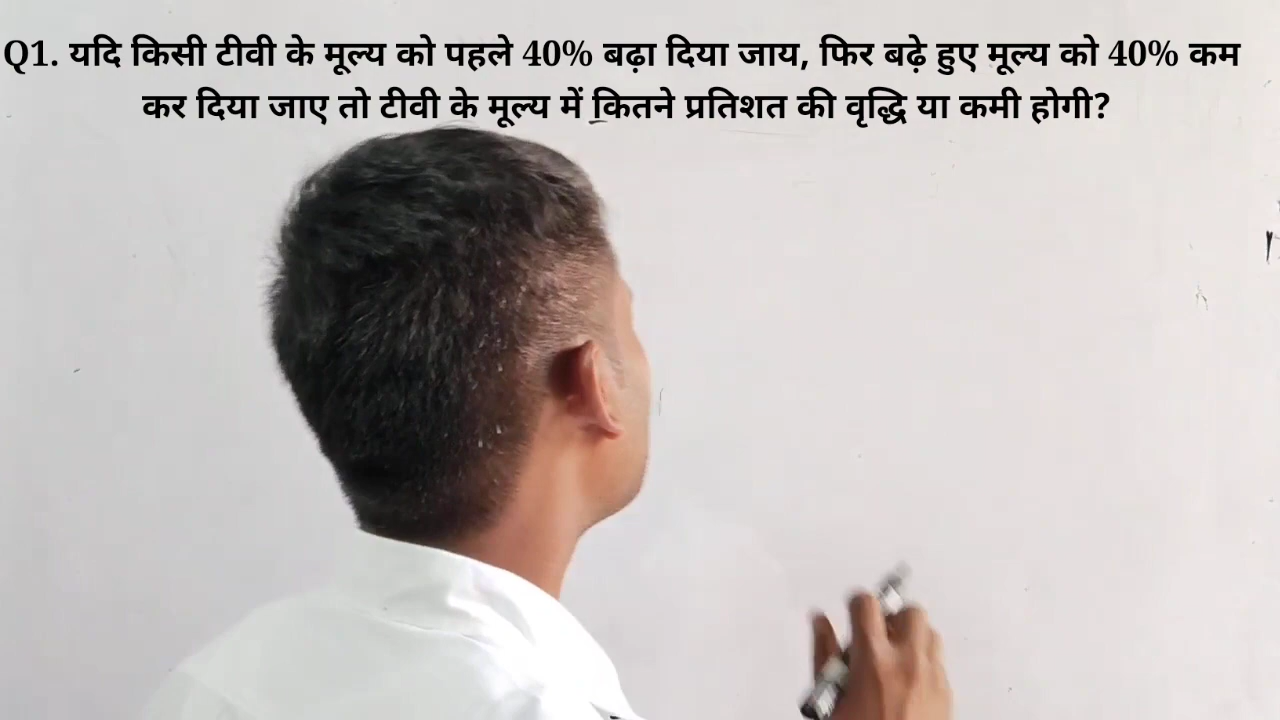 Q1. यदि किसी टीवी के मूल्य को पहले 40% बढ़ा दिया जाय, फिर बढ़े हुए मूल्य को 40% कम
कर दिया जाए तो टीवी के मूल्य में कितने प्रतिशत की वृद्धि या कमी होगी?